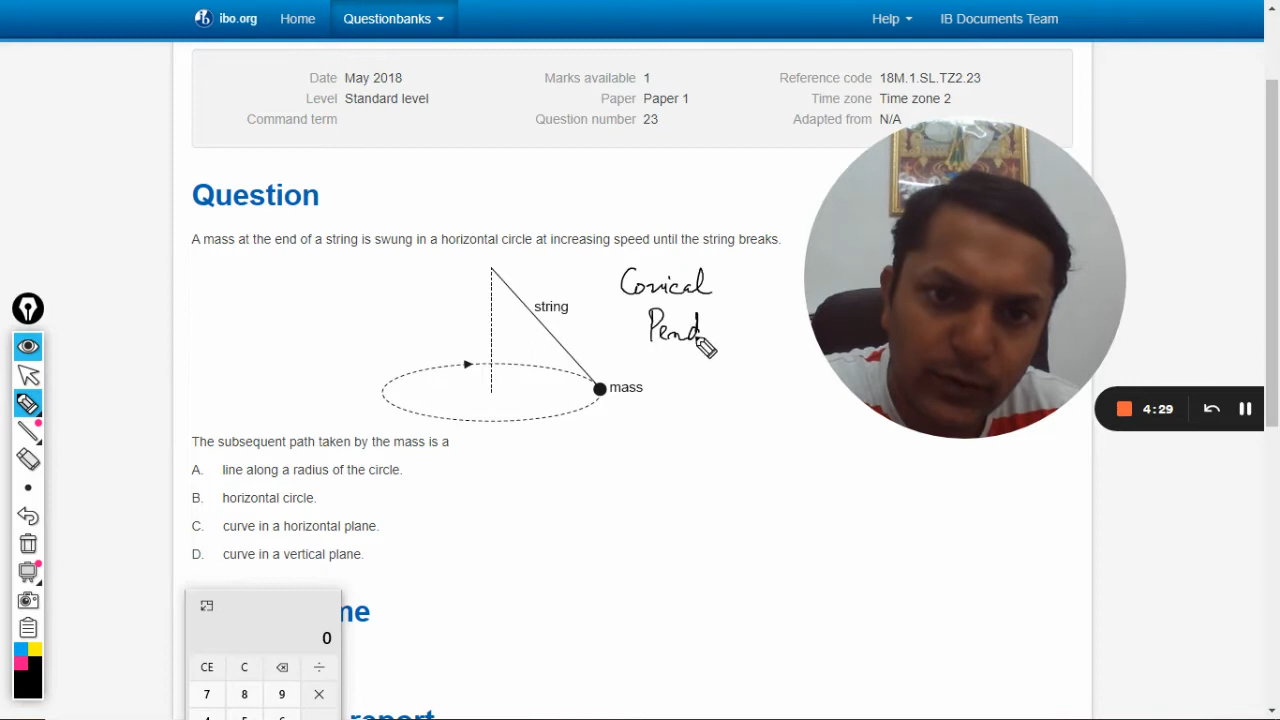 ibo.org Home Questionbanks Help IB Documents Team
Date May 2018 Marks available 1 Reference code 18M.1.SL.TZ2.23
Level Standard level Paper Paper 1 Time zone Time zone 2
Command term Question number 23 Adapted from N/A
Question
A mass at the end of a string is swung in a horizontal circle at increasing speed until the string breaks.
Conical
string
Pend
mass
4:29
The subsequent path taken by the mass is a
A. line along a radius of the circle.
B. horizontal circle.
C. curve in a horizontal plane.
D. curve in a vertical plane.
0
CE C ÷
7 8 9 ×